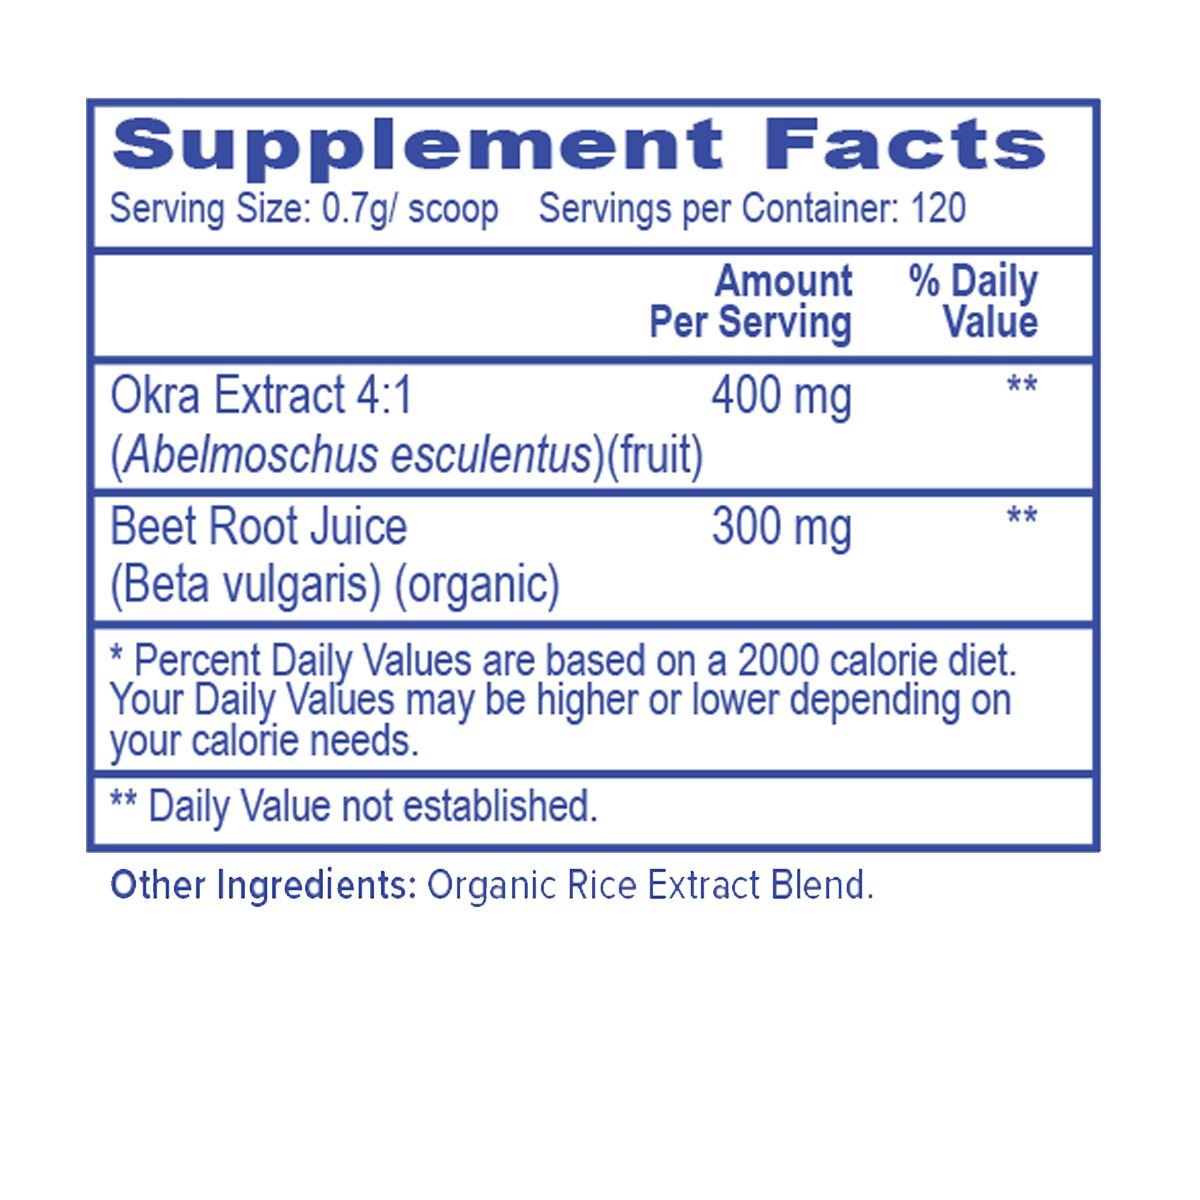 Supplement Facts
Serving Size: 0.7g/ scoop Servings per Container: 120
Amount % Daily
Per Serving Value
Okra Extract 4:1 400 mg **
(Abelmoschus esculentus)(fruit)
Beet Root Juice 300 mg **
(Beta vulgaris) (organic)
* Percent Daily Values are based on a 2000 calorie diet.
Your Daily Values may be higher or lower depending on
your calorie needs.
** Daily Value not established.
Other Ingredients: Organic Rice Extract Blend.